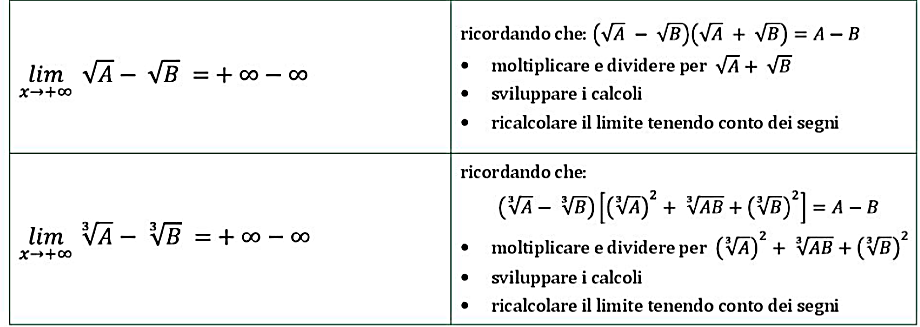 lim x→+∞ √A − √B = + ∞ − ∞
ricordando che: (√A − √B)(√A + √B) = A − B
• moltiplicare e dividere per √A + √B
• sviluppare i calcoli
• ricalcolare il limite tenendo conto dei segni
lim x→+∞ ∛A − ∛B = + ∞ − ∞
ricordando che:
(∛A − ∛B)[(∛A)² + ∛AB + (∛B)²] = A − B
• moltiplicare e dividere per (∛A)² + ∛AB + (∛B)²
• sviluppare i calcoli
• ricalcolare il limite tenendo conto dei segni